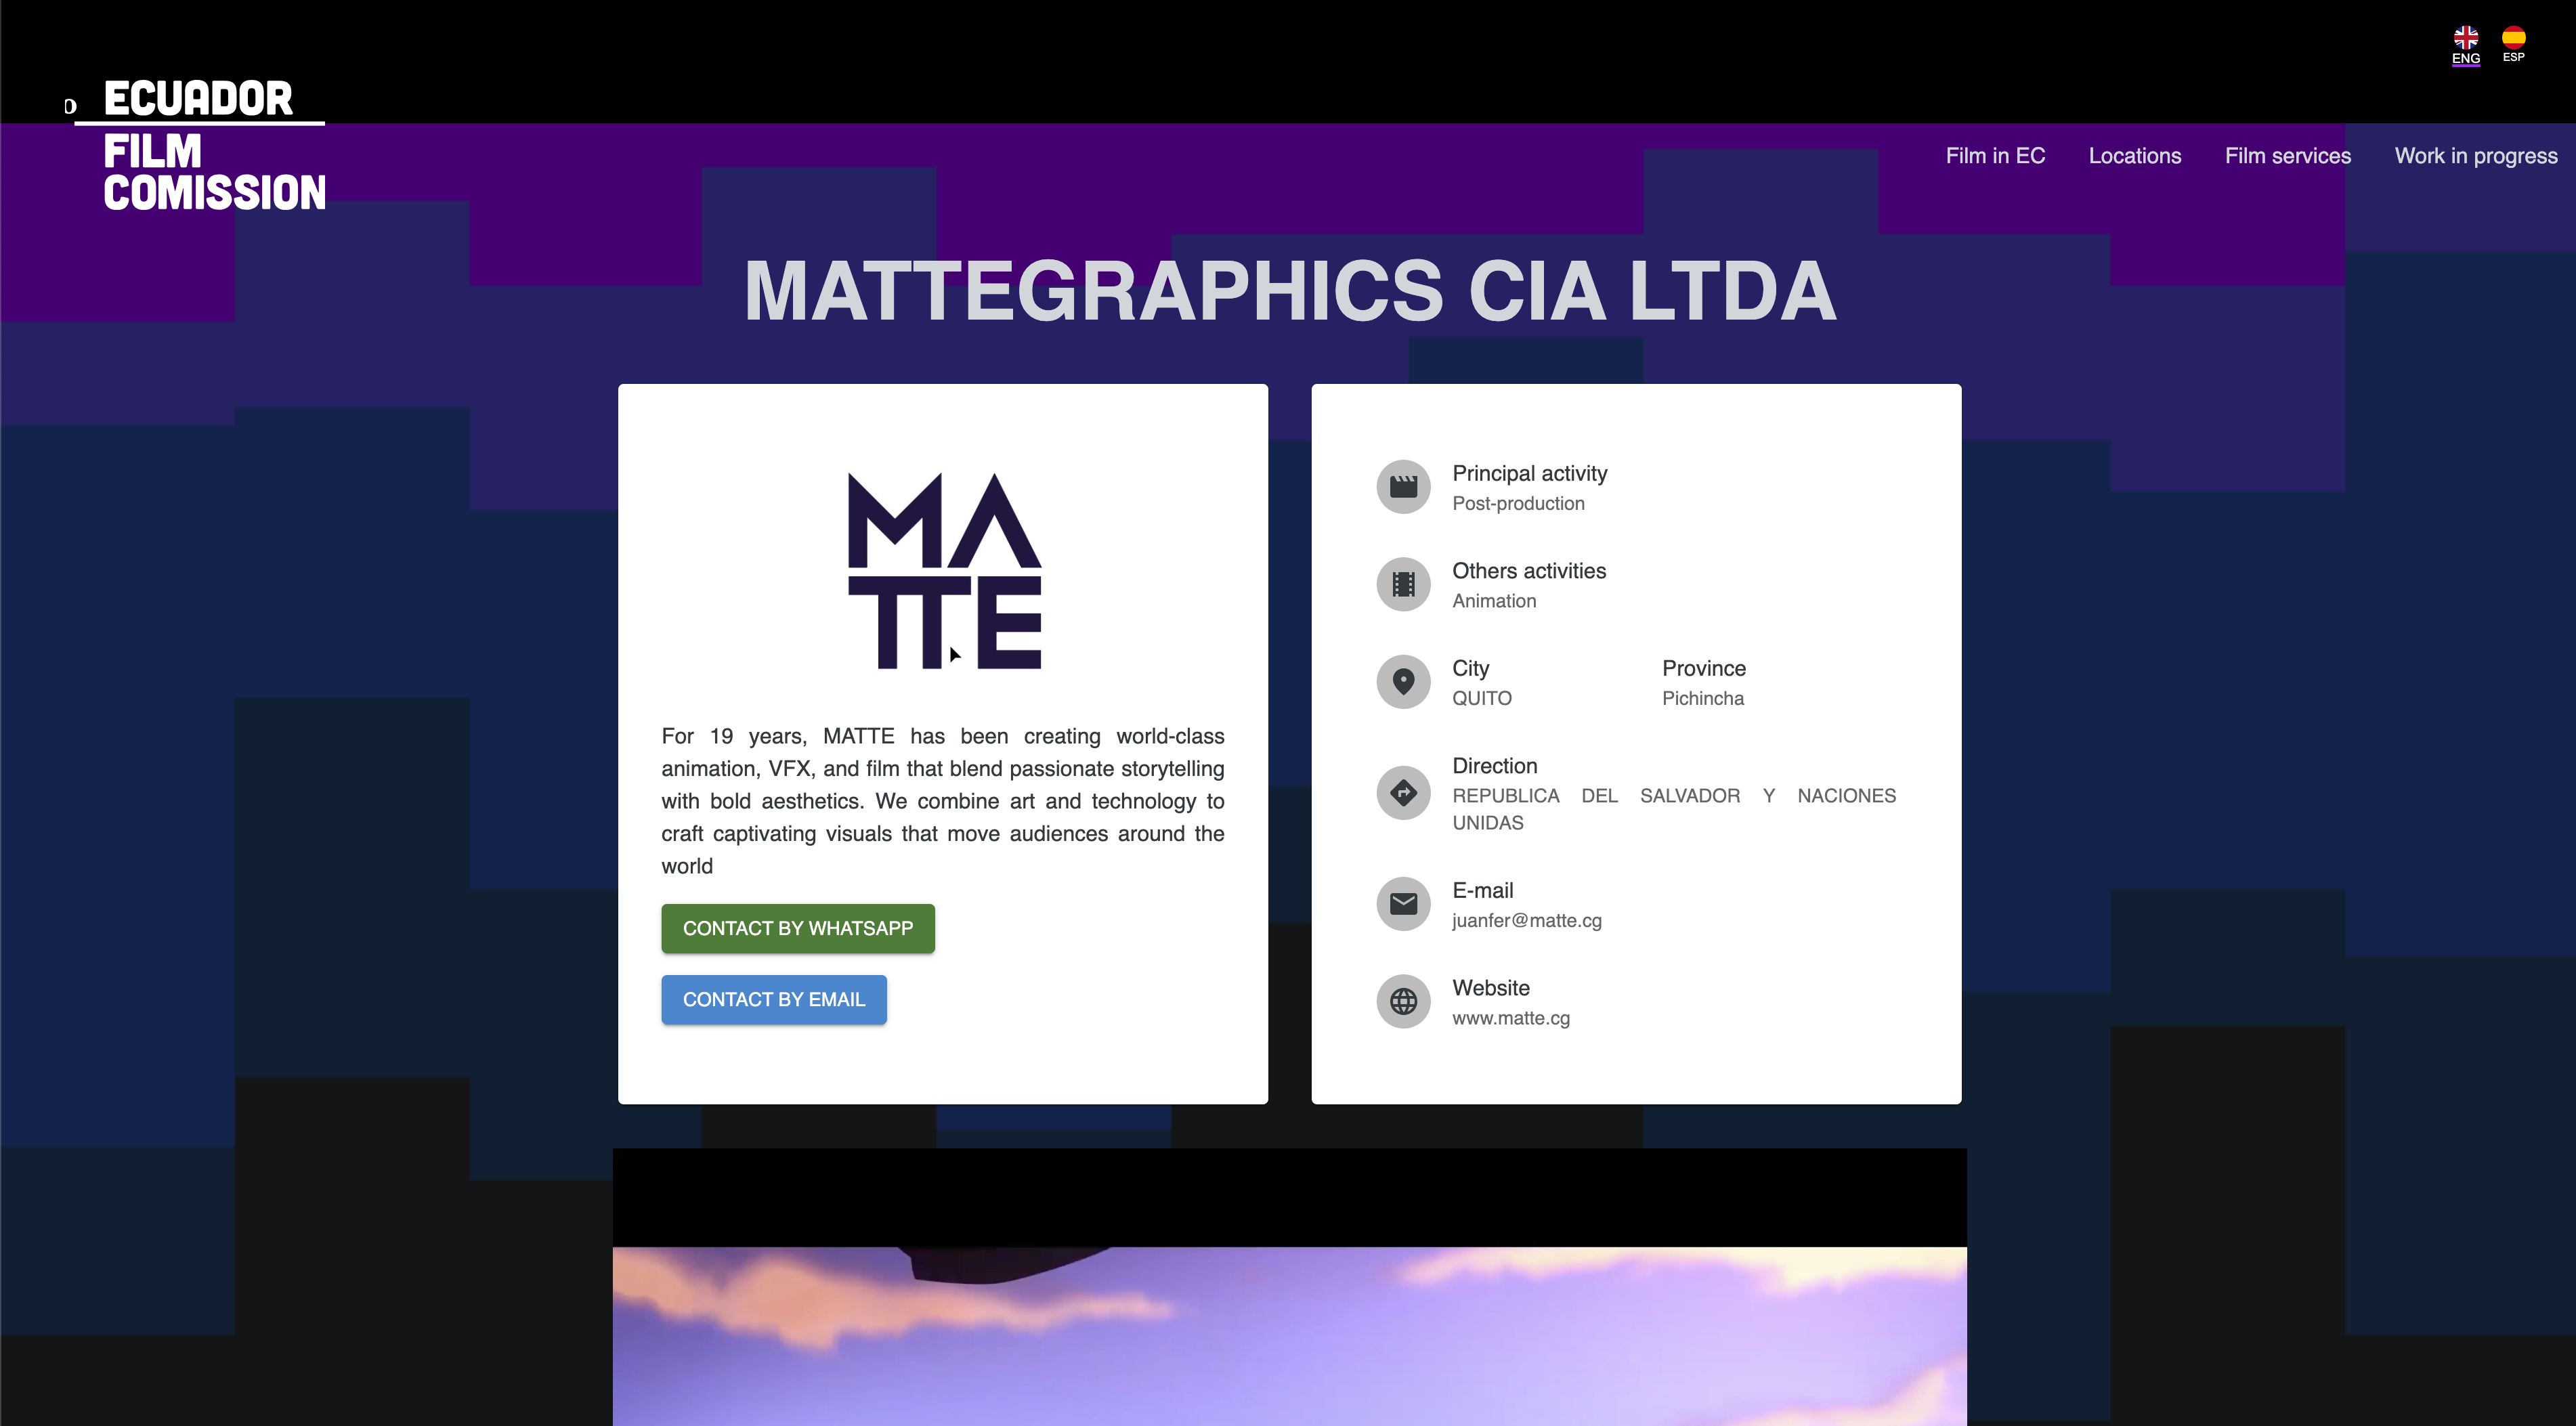 ENG ESP
ECUADOR
FILM
COMISSION
Film in EC Locations Film services Work in progress
MATTEGRAPHICS CIA LTDA
MA
TTE
For 19 years, MATTE has been creating world-class
animation, VFX, and film that blend passionate storytelling
with bold aesthetics. We combine art and technology to
craft captivating visuals that move audiences around the
world
CONTACT BY WHATSAPP
CONTACT BY EMAIL
Principal activity
Post-production
Others activities
Animation
City Province
QUITO Pichincha
Direction
REPUBLICA DEL SALVADOR Y NACIONES
UNIDAS
E-mail
juanfer@matte.cg
Website
www.matte.cg